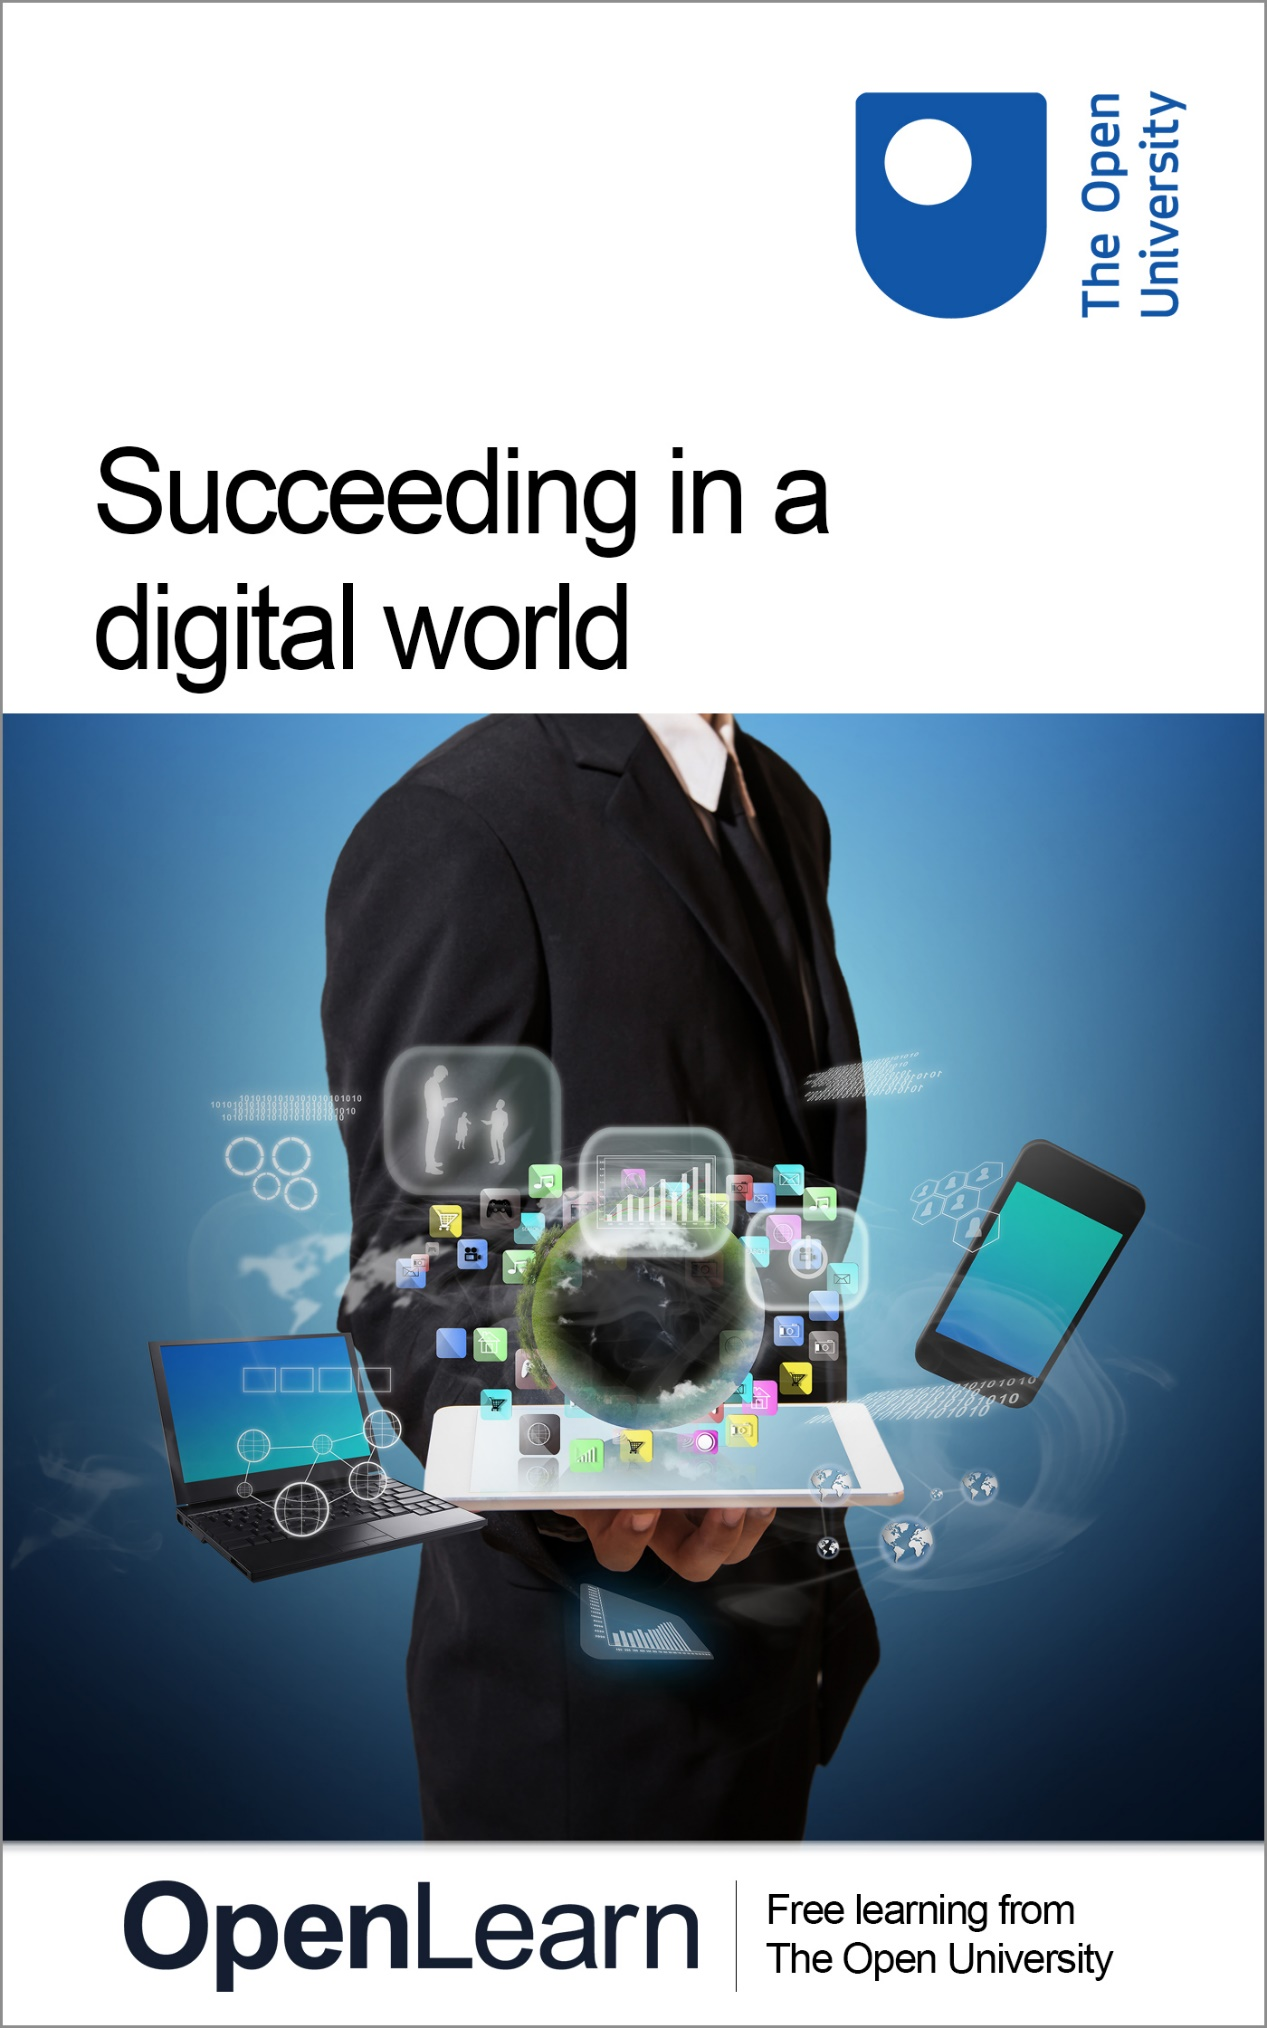 The Open
University
Succeeding in a
digital world
OpenLearn
Free learning from
The Open University